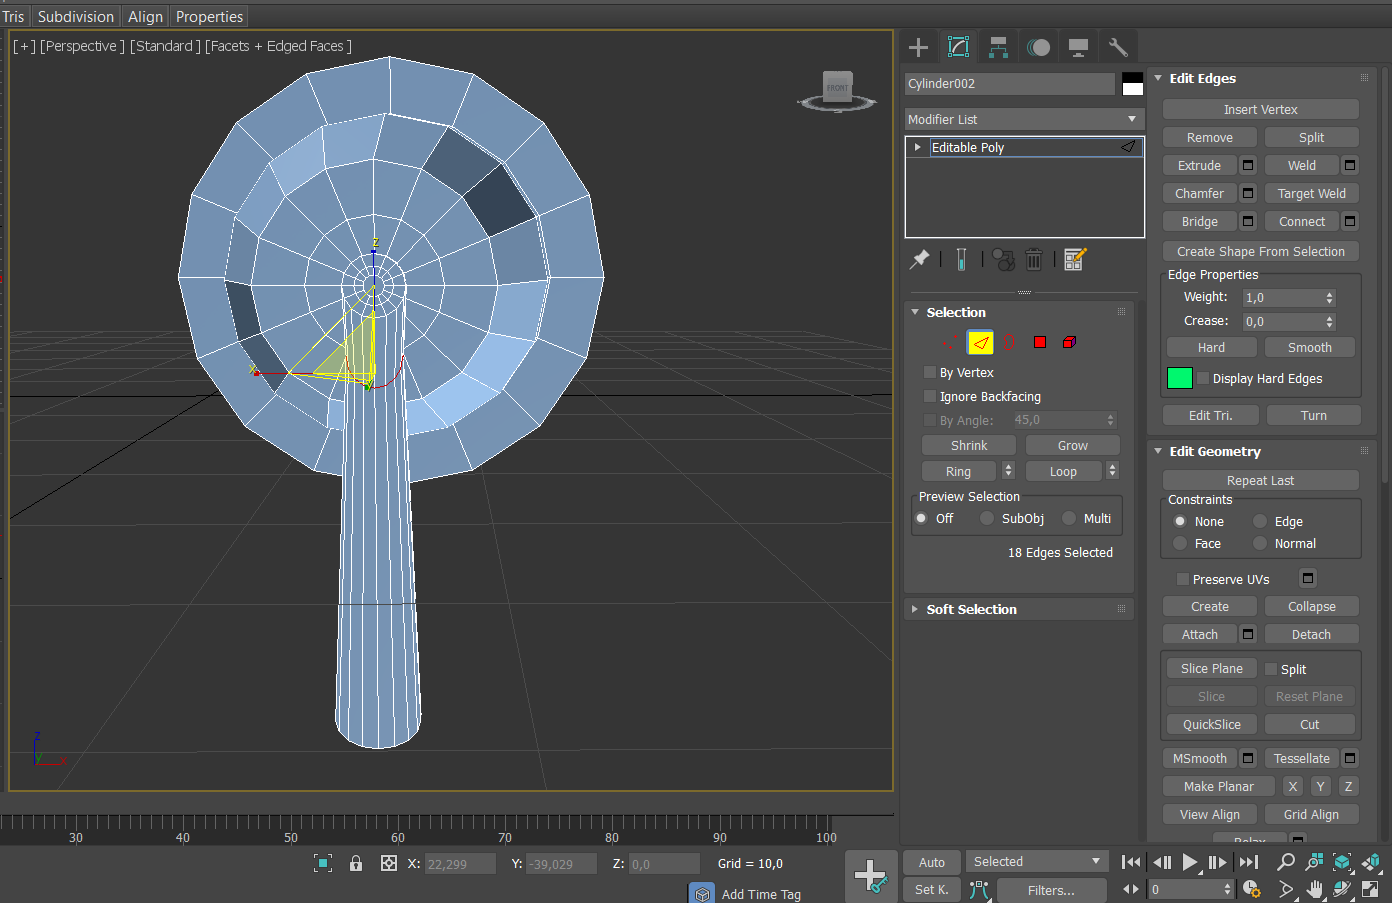 Tris Subdivision Align Properties
[+] [Perspective ] [Standard ] [Facets + Edged Faces ]
FRONT
z
x
y
z
y
30 40 50 60 70 80 90 100
X: 22,299 Y: -39,029 Z: 0,0 Grid = 10,0
Add Time Tag
Cylinder002
Modifier List
Editable Poly
Selection
By Vertex
Ignore Backfacing
By Angle: 45,0
Shrink Grow
Ring Loop
Preview Selection
Off SubObj Multi
18 Edges Selected
Soft Selection
Edit Edges
Insert Vertex
Remove Split
Extrude Weld
Chamfer Target Weld
Bridge Connect
Create Shape From Selection
Edge Properties
Weight: 1,0
Crease: 0,0
Hard Smooth
Display Hard Edges
Edit Tri. Turn
Edit Geometry
Repeat Last
Constraints
None Edge
Face Normal
Preserve UVs
Create Collapse
Attach Detach
Slice Plane Split
Slice Reset Plane
QuickSlice Cut
MSmooth Tessellate
Make Planar X Y Z
View Align Grid Align
Relax
Auto Selected
Set K. Filters... 0